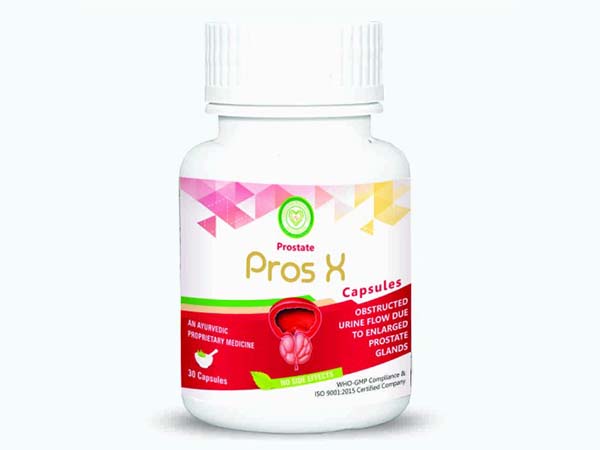 Prostate
Pros X
Capsules
OBSTRUCTED
URINE FLOW DUE
TO ENLARGED
PROSTATE
GLANDS
AN AYURVEDIC
PROPRIETARY MEDICINE
30 Capsules
NO SIDE EFFECTS
WHO-GMP Compliance &
ISO 9001:2015 Certified Company